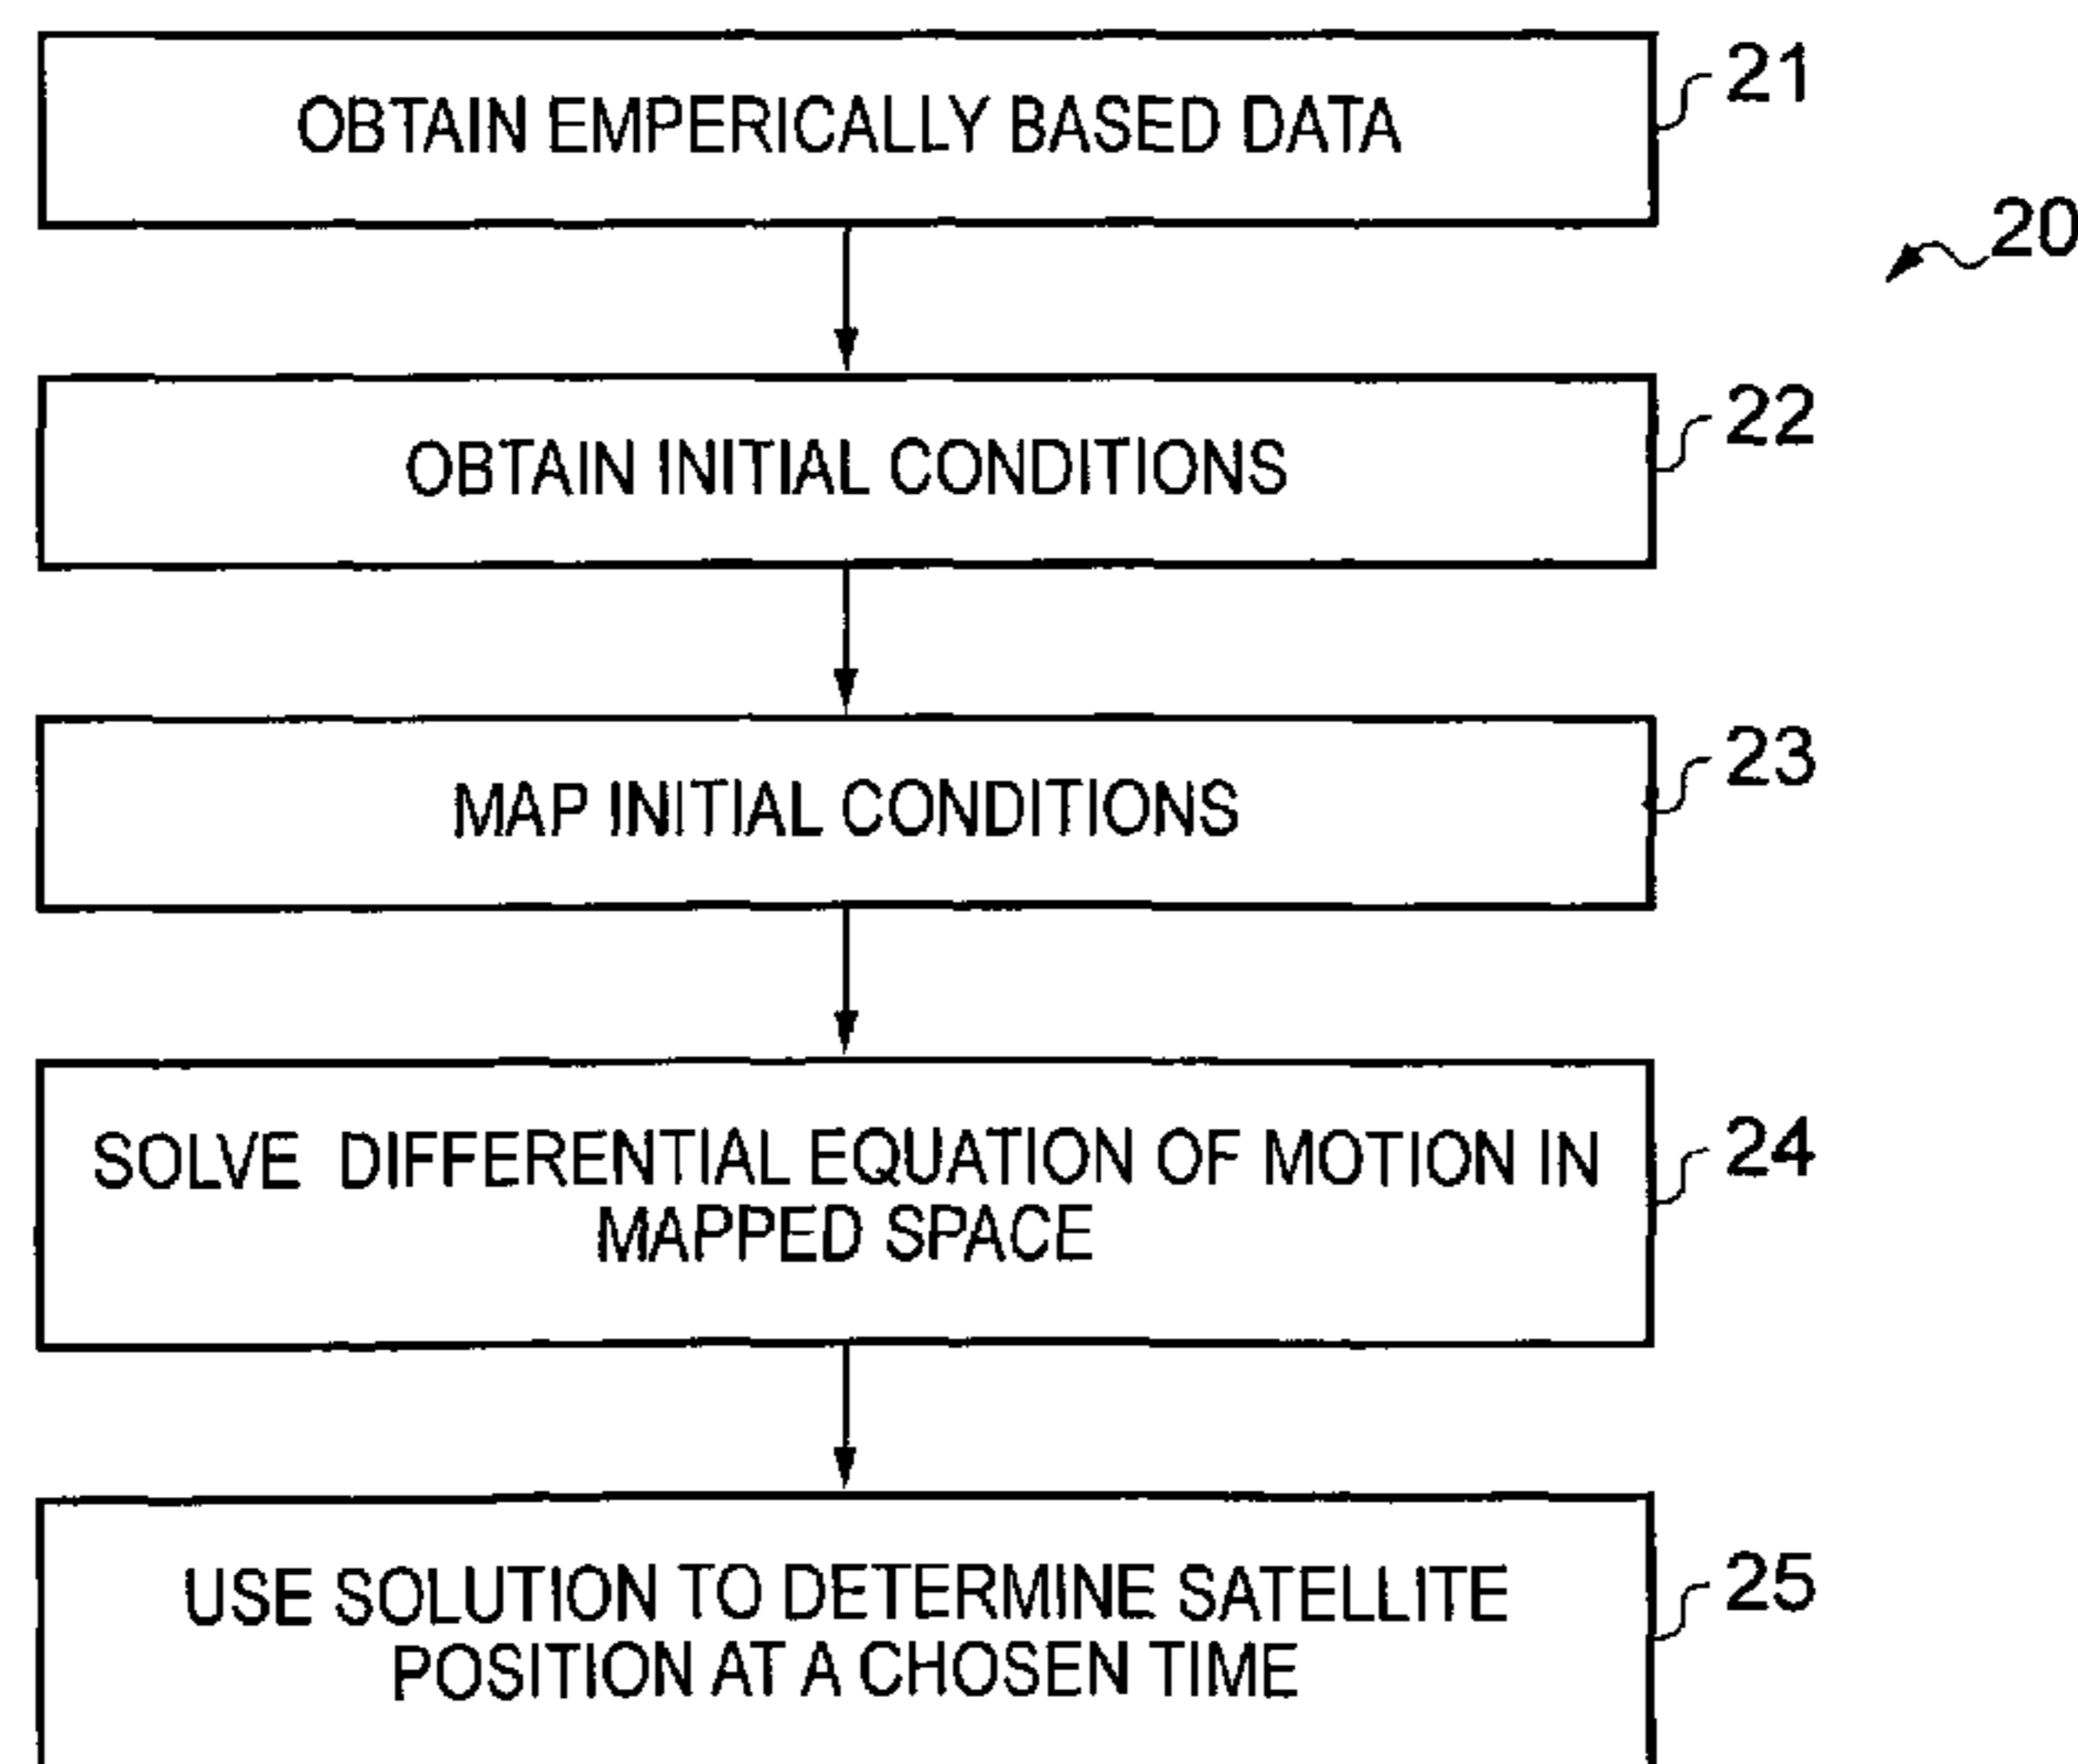 OBTAIN EMPERICALLY BASED DATA
21
20
OBTAIN INITIAL CONDITIONS
22
MAP INITIAL CONDITIONS
23
SOLVE DIFFERENTIAL EQUATION OF MOTION IN
MAPPED SPACE
24
USE SOLUTION TO DETERMINE SATELLITE
POSITION AT A CHOSEN TIME
25